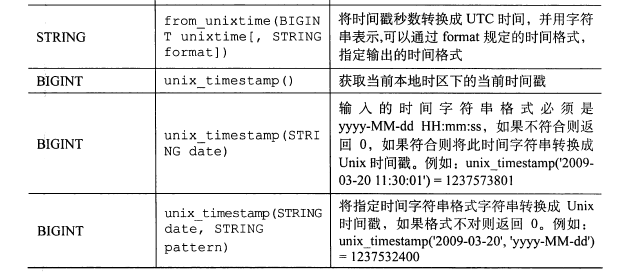 STRING
from_unixtime(BIGIN
T unixtime[, STRING
format])
将时间戳秒数转换成 UTC 时间，并用字符
串表示,可以通过 format 规定的时间格式，
指定输出的时间格式
BIGINT
unix_timestamp()
获取当前本地时区下的当前时间戳
BIGINT
unix_timestamp(STRI
NG date)
输入的时间字符串格式必须是
yyyy-MM-dd HH:mm:ss，如果不符合则返
回 0，如果符合则将此时间字符串转换成
Unix 时间戳。例如：unix_timestamp('2009-
03-20 11:30:01') = 1237573801
BIGINT
unix_timestamp(STRING
date, STRING
pattern)
将指定时间字符串格式字符串转换成 Unix
时间戳，如果格式不对则返回 0。例如：
unix_timestamp('2009-03-20', 'yyyy-MM-dd')
= 1237532400